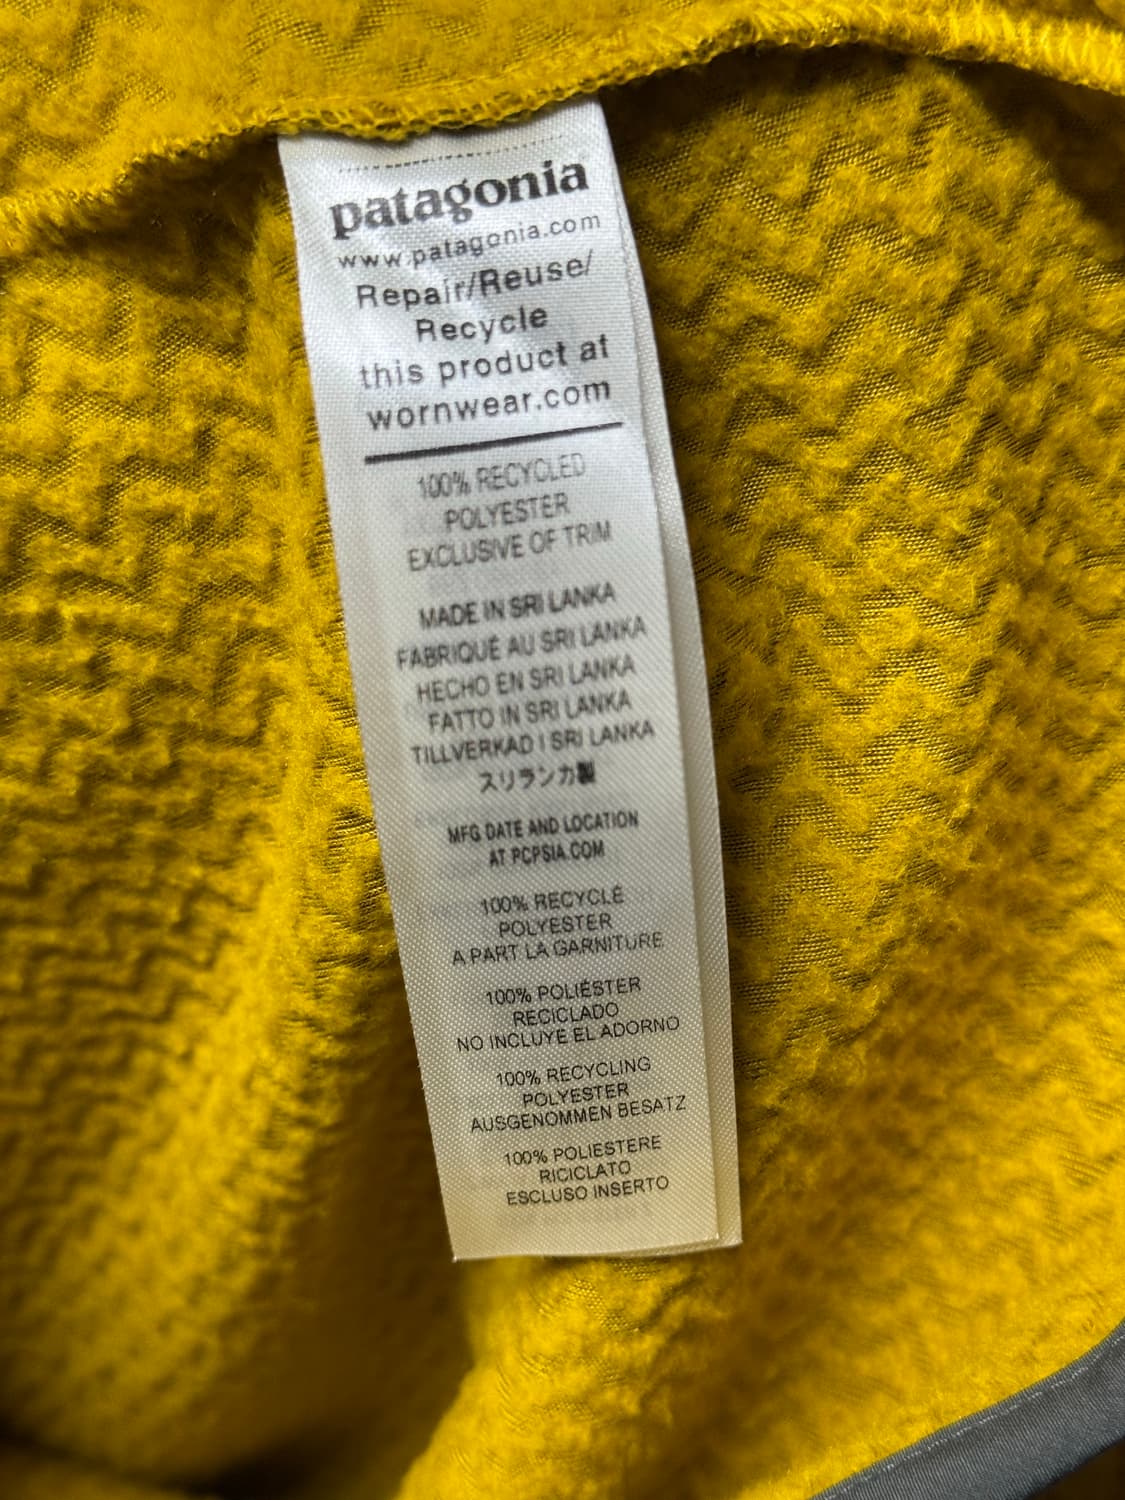 patagonia
www.patagonia.com
Repair/Reuse/
Recycle
this product at
wornwear.com
100% RECYCLED
POLYESTER
EXCLUSIVE OF TRIM
MADE IN SRI LANKA
FABRIQUÉ AU SRI LANKA
HECHO EN SRI LANKA
FATTO IN SRI LANKA
TILLVERKAD I SRI LANKA
スリランカ製
MFG DATE AND LOCATION
AT PCPSIA.COM
100% RECYCLÉ
POLYESTER
A PART LA GARNITURE
100% POLIÉSTER
RECICLADO
NO INCLUYE EL ADORNO
100% RECYCLING
POLYESTER
AUSGENOMMEN BESATZ
100% POLIESTERE
RICICLATO
ESCLUSO INSERTO